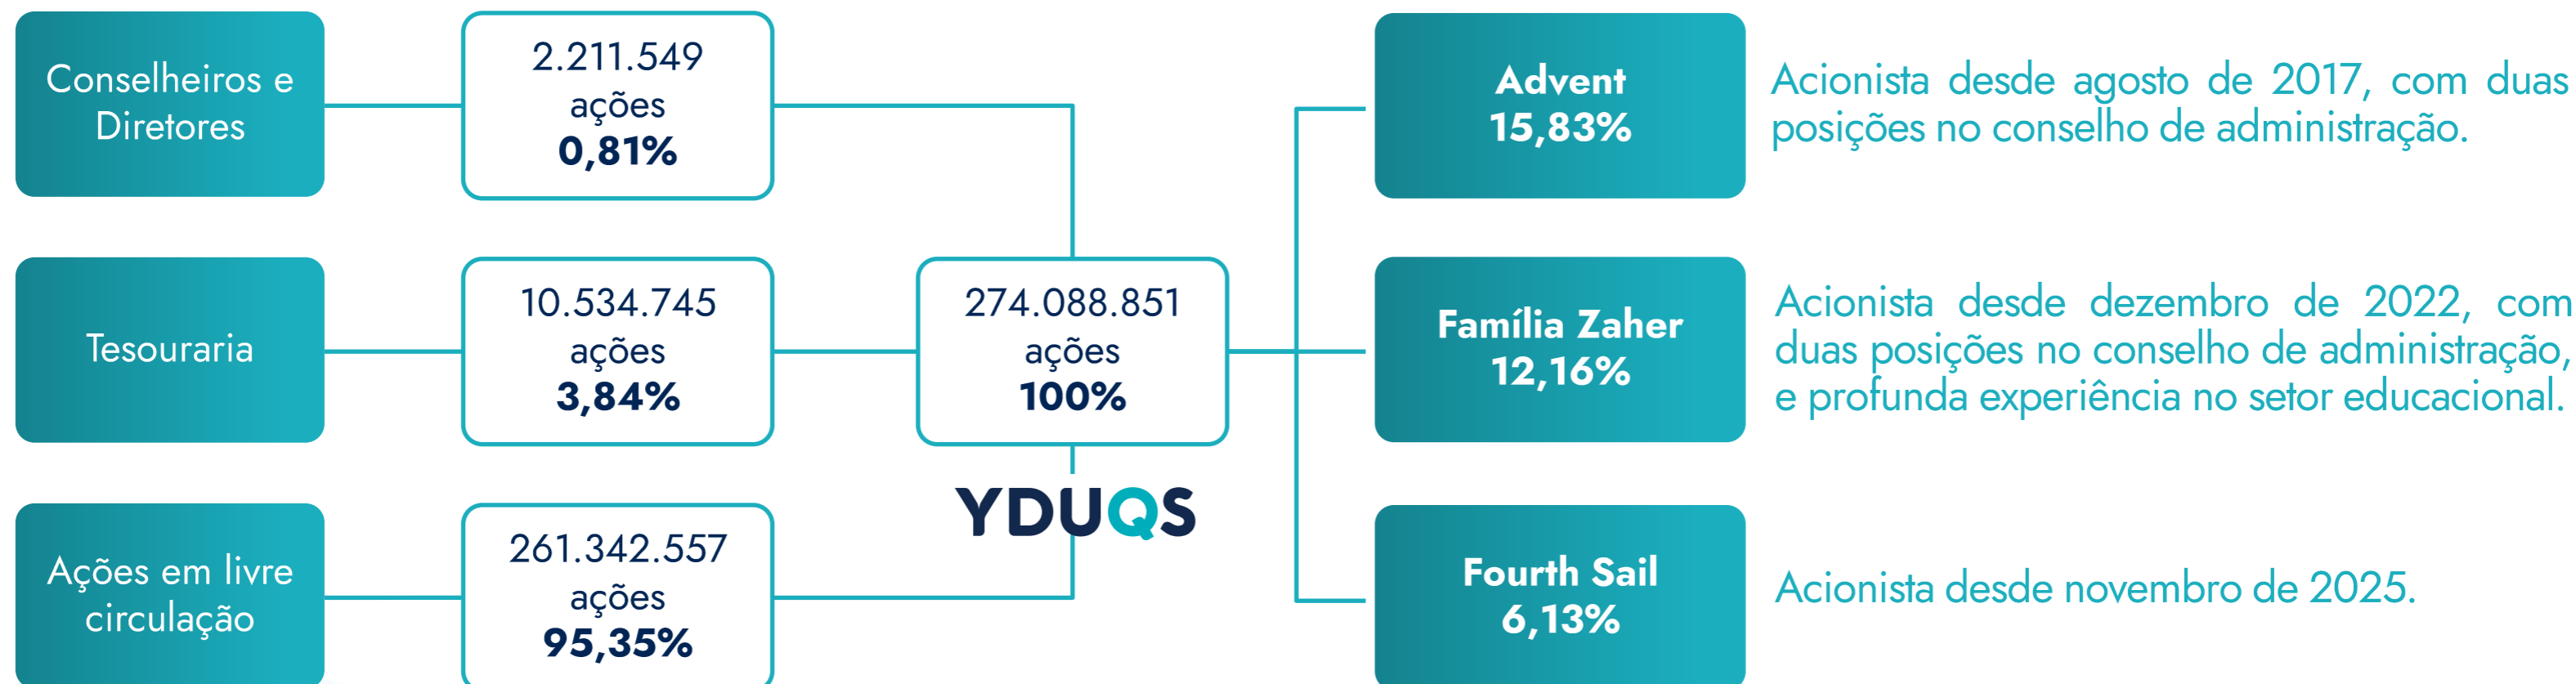 Conselheiros e
Diretores
2.211.549
ações
0,81%
Tesouraria
10.534.745
ações
3,84%
Ações em livre
circulação
261.342.557
ações
95,35%
274.088.851
ações
100%
YDUQS
Advent
15,83%
Acionista desde agosto de 2017, com duas
posições no conselho de administração.
Família Zaher
12,16%
Acionista desde dezembro de 2022, com
duas posições no conselho de administração,
e profunda experiência no setor educacional.
Fourth Sail
6,13%
Acionista desde novembro de 2025.